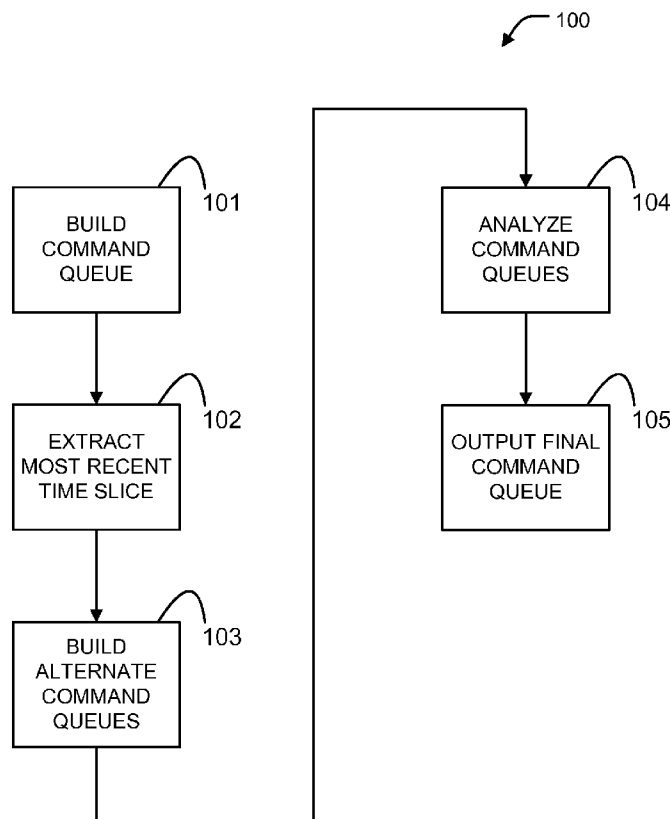 100
101
BUILD
COMMAND
QUEUE
102
EXTRACT
MOST RECENT
TIME SLICE
103
BUILD
ALTERNATE
COMMAND
QUEUES
104
ANALYZE
COMMAND
QUEUES
105
OUTPUT FINAL
COMMAND
QUEUE